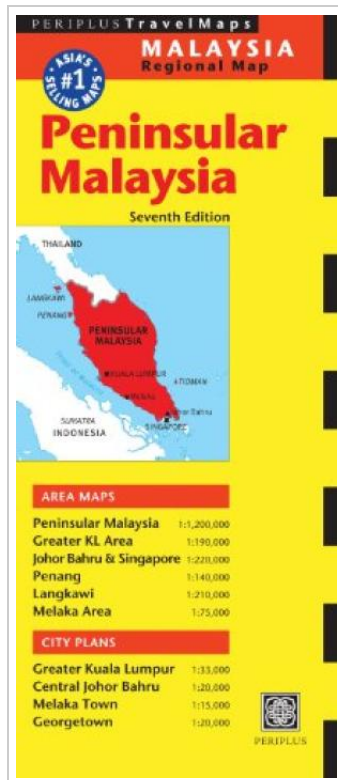 PERIPLUS TravelMaps
MALAYSIA
Regional Map
ASIA'S
#1
SELLING MAPS
Peninsular
Malaysia
Seventh Edition
THAILAND
LANGKAWI
PENANG
PENINSULAR
MALAYSIA
KUALA LUMPUR
TIOMAN
Johor Bahru
SINGAPORE
SUMATRA
INDONESIA
AREA MAPS
Peninsular Malaysia 1:1,200,000
Greater KL Area 1:190,000
Johor Bahru & Singapore 1:220,000
Penang 1:140,000
Langkawi 1:210,000
Melaka Area 1:75,000
CITY PLANS
Greater Kuala Lumpur 1:33,000
Central Johor Bahru 1:20,000
Melaka Town 1:15,000
Georgetown 1:20,000
PERIPLUS